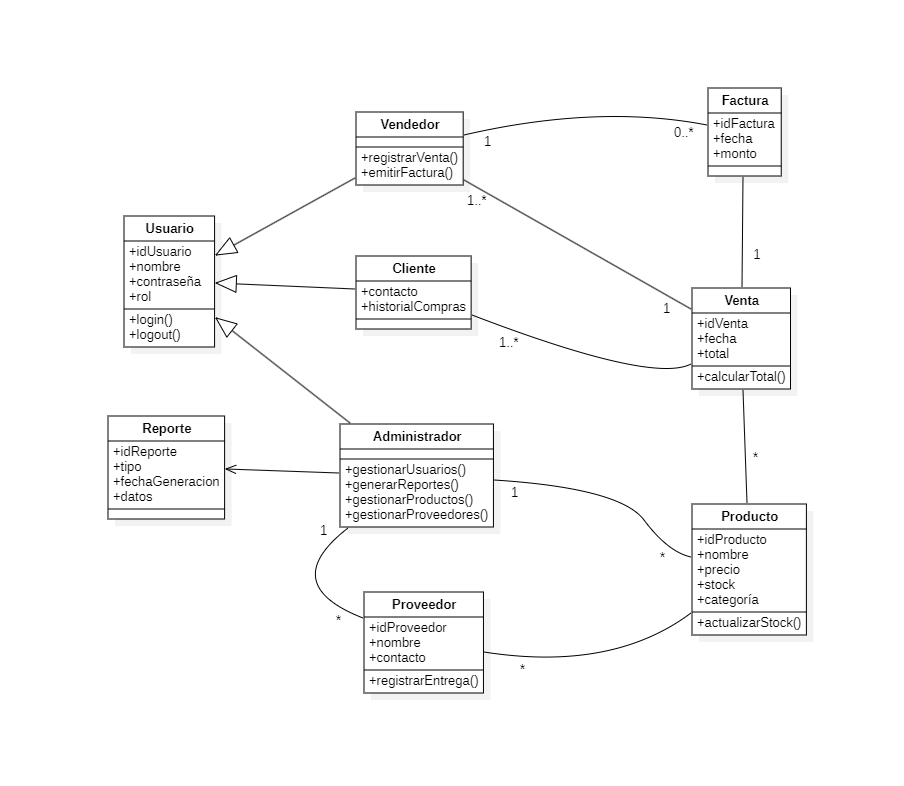 Factura
+idFactura
+fecha
+monto
Vendedor
+registrarVenta()
+emitirFactura()
1
0..*
1..*
Usuario
+idUsuario
+nombre
+contraseña
+rol
+login()
+logout()
Cliente
+contacto
+historialCompras
1..*
1
1
Venta
+idVenta
+fecha
+total
+calcularTotal()
Reporte
+idReporte
+tipo
+fechaGeneracion
+datos
Administrador
+gestionarUsuarios()
+generarReportes()
+gestionarProductos()
+gestionarProveedores()
*
1
1
*
Producto
+idProducto
+nombre
+precio
+stock
+categoría
+actualizarStock()
*
Proveedor
+idProveedor
+nombre
+contacto
+registrarEntrega()
*